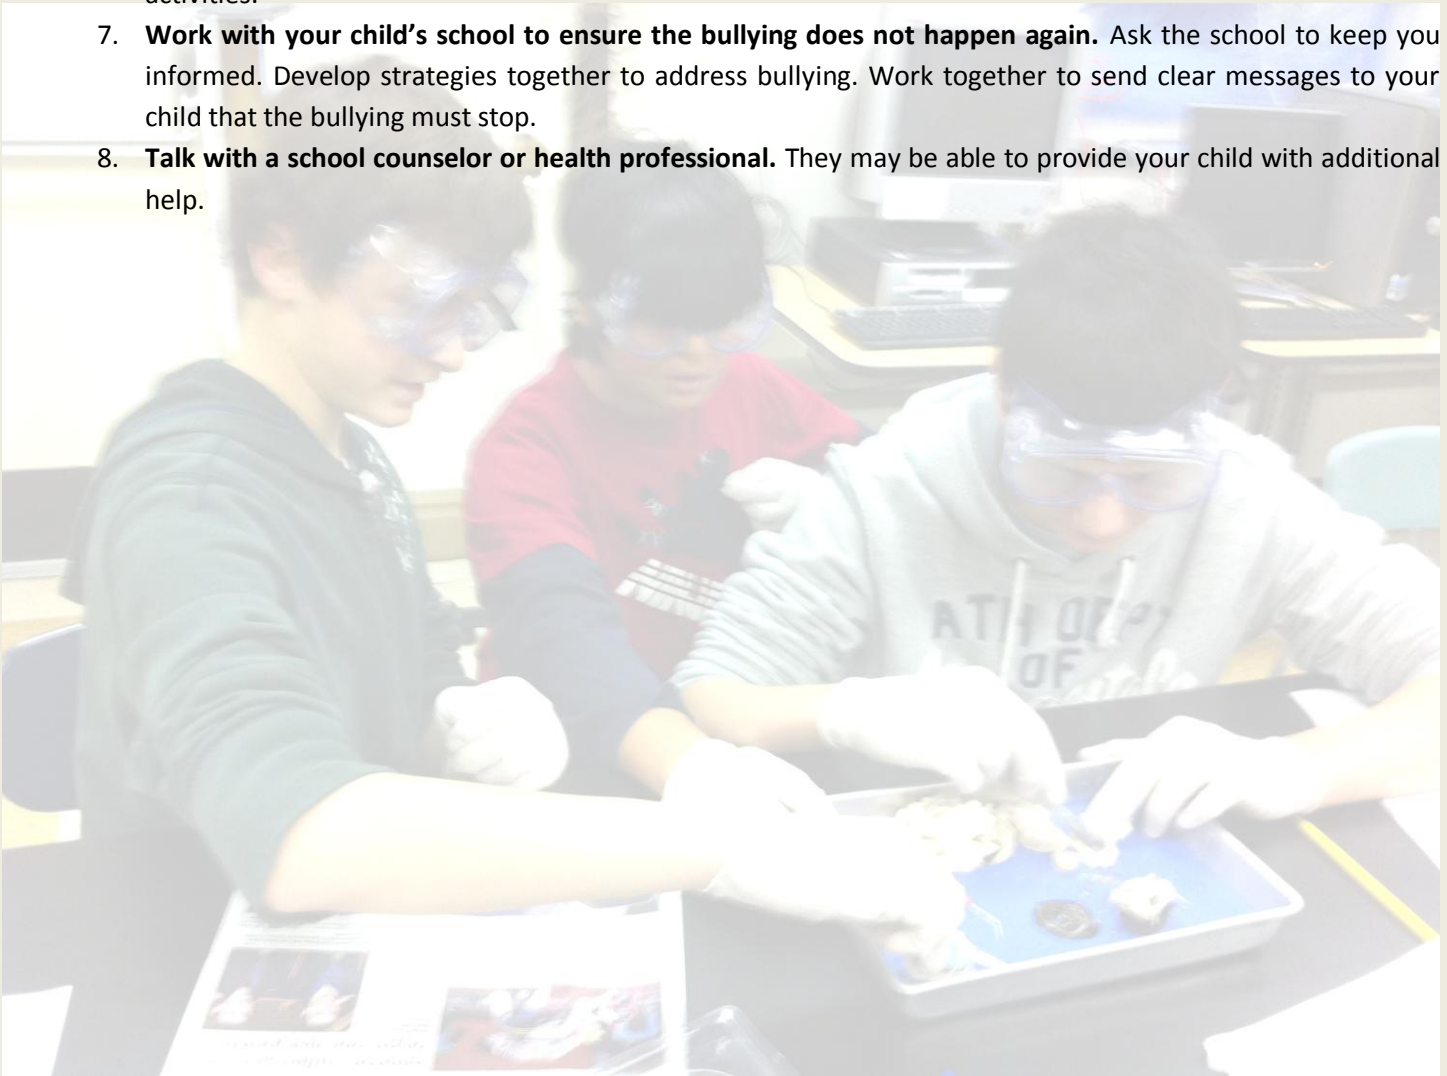 activities.
7. Work with your child’s school to ensure the bullying does not happen again. Ask the school to keep you
informed. Develop strategies together to address bullying. Work together to send clear messages to your
child that the bullying must stop.
8. Talk with a school counselor or health professional. They may be able to provide your child with additional
help.
OF